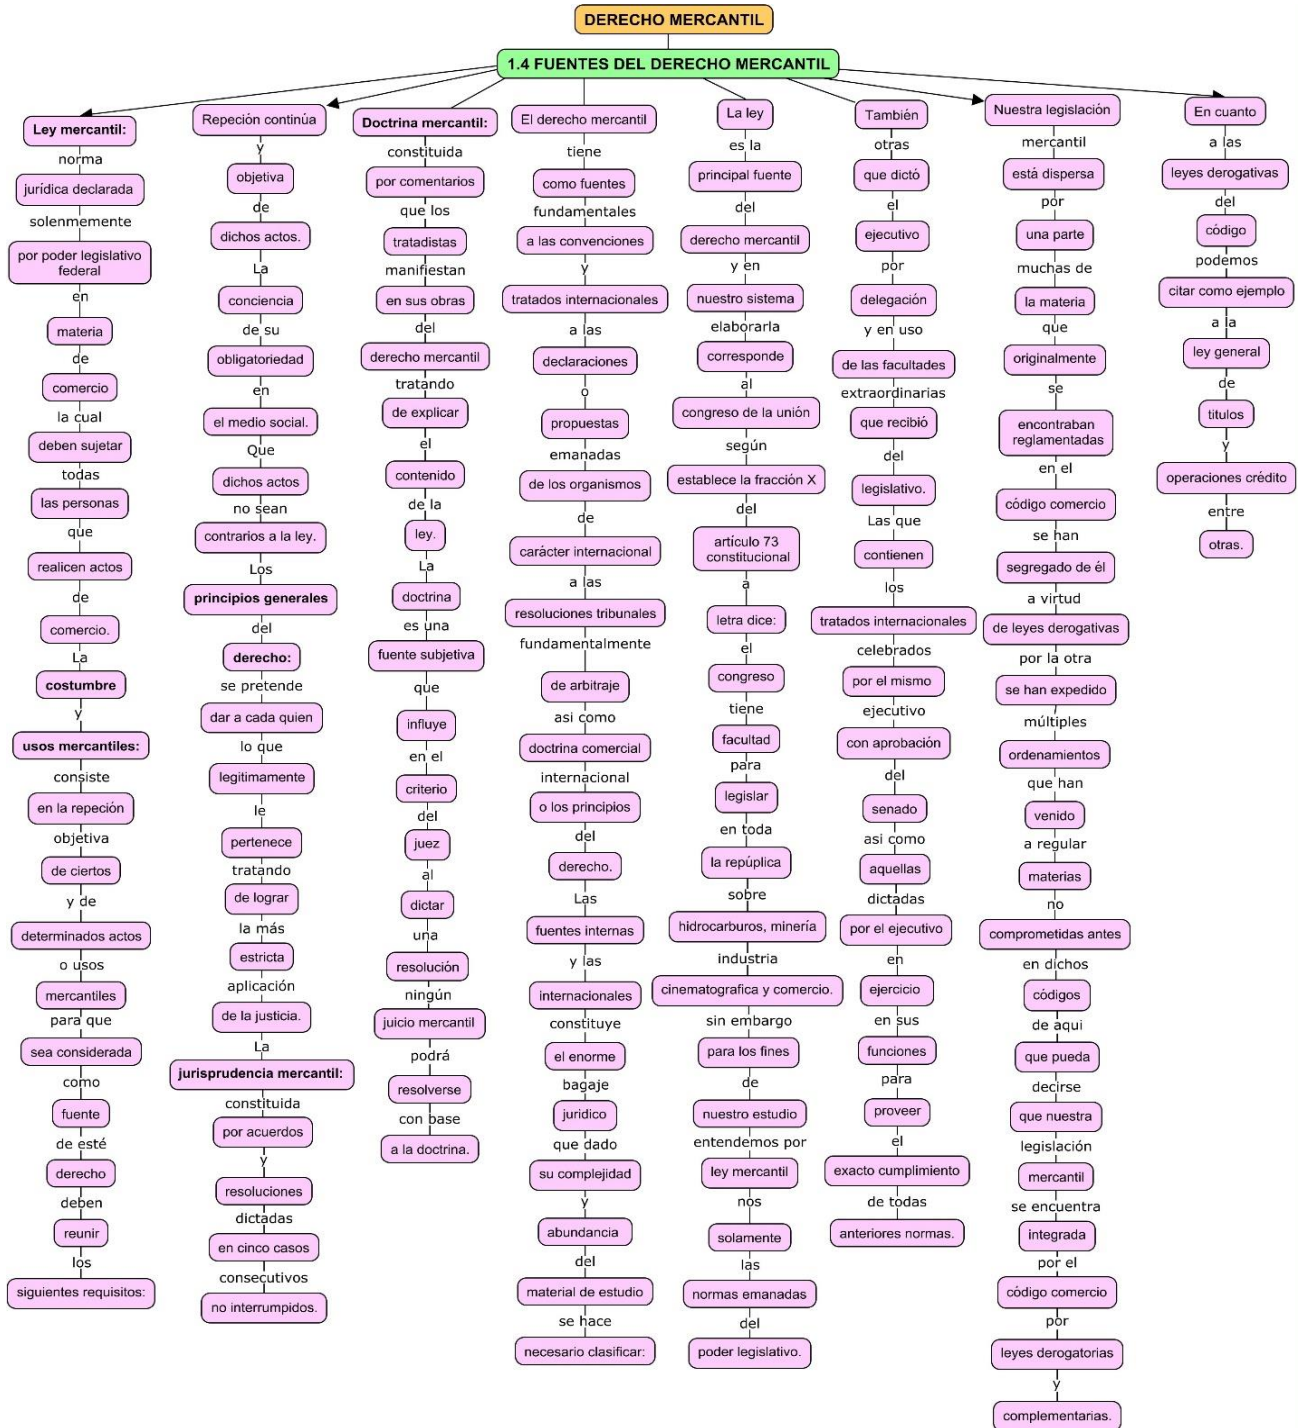 DERECHO MERCANTIL
1.4 FUENTES DEL DERECHO MERCANTIL
Ley mercantil:
norma
jurídica declarada
solenmemente
por poder legislativo
federal
en
materia
de
comercio
la cual
deben sujetar
todas
las personas
que
realicen actos
de
comercio.
La
costumbre
y
usos mercantiles:
consiste
en la repeción
objetiva
de ciertos
y de
determinados actos
o usos
mercantiles
para que
sea considerada
como
fuente
de esté
derecho
deben
reunir
los
siguientes requisitos:
Repeción continúa
y
objetiva
de
dichos actos.
La
conciencia
de su
obligatoriedad
en
el medio social.
Que
dichos actos
no sean
contrarios a la ley.
Los
principios generales
del
derecho:
se pretende
dar a cada quien
lo que
legitimamente
le
pertenece
tratando
de lograr
la más
estricta
aplicación
de la justicia.
La
jurisprudencia mercantil:
constituida
por acuerdos
y
resoluciones
dictadas
en cinco casos
consecutivos
no interrumpidos.
Doctrina mercantil:
constituida
por comentarios
que los
tratadistas
manifiestan
en sus obras
del
derecho mercantil
tratando
de explicar
el
contenido
de la
ley.
La
doctrina
es una
fuente subjetiva
que
influye
en el
criterio
del
juez
al
dictar
una
resolución
ningún
juicio mercantil
podrá
resolverse
con base
a la doctrina.
El derecho mercantil
tiene
como fuentes
fundamentales
a las convenciones
y
tratados internacionales
a las
declaraciones
o
propuestas
emanadas
de los organismos
de
carácter internacional
a las
resoluciones tribunales
fundamentalmente
de arbitraje
asi como
doctrina comercial
internacional
o los principios
del
derecho.
Las
fuentes internas
y las
internacionales
constituye
el enorme
bagaje
juridico
que dado
su complejidad
y
abundancia
del
material de estudio
se hace
necesario clasificar:
La ley
es la
principal fuente
del
derecho mercantil
y en
nuestro sistema
elaborarla
corresponde
al
congreso de la unión
según
establece la fracción X
del
artículo 73
constitucional
a
letra dice:
el
congreso
tiene
facultad
para
legislar
en toda
la repúplica
sobre
hidrocarburos, minería
industria
cinematografica y comercio.
sin embargo
para los fines
de
nuestro estudio
entendemos por
ley mercantil
nos
solamente
las
normas emanadas
del
poder legislativo.
También
otras
que dictó
el
ejecutivo
por
delegación
y en uso
de las facultades
extraordinarias
que recibió
del
legislativo.
Las que
contienen
los
tratados internacionales
celebrados
por el mismo
ejecutivo
con aprobación
del
senado
asi como
aquellas
dictadas
por el ejecutivo
en
ejercicio
en sus
funciones
para
proveer
el
exacto cumplimiento
de todas
anteriores normas.
Nuestra legislación
mercantil
está dispersa
por
una parte
muchas de
la materia
que
originalmente
se
encontraban
reglamentadas
en el
código comercio
se han
segregado de él
a virtud
de leyes derogativas
por la otra
se han expedido
múltiples
ordenamientos
que han
venido
a regular
materias
no
comprometidas antes
en dichos
códigos
de aqui
que pueda
decirse
que nuestra
legislación
mercantil
se encuentra
integrada
por el
código comercio
por
leyes derogatorias
y
complementarias.
En cuanto
a las
leyes derogativas
del
código
podemos
citar como ejemplo
a la
ley general
de
titulos
y
operaciones crédito
entre
otras.